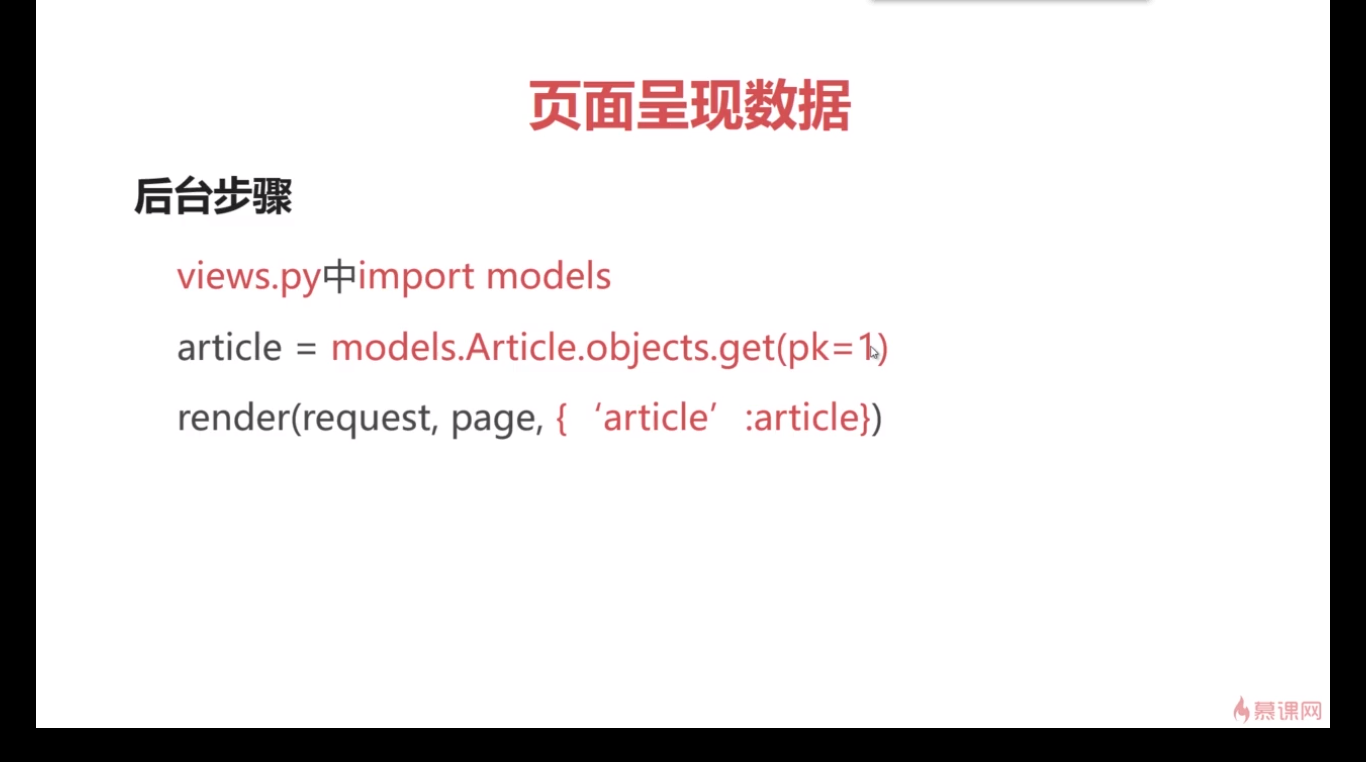 页面呈现数据
后台步骤
views.py中import models
article = models.Article.objects.get(pk=1)
render(request, page, {‘article’:article})
慕课网